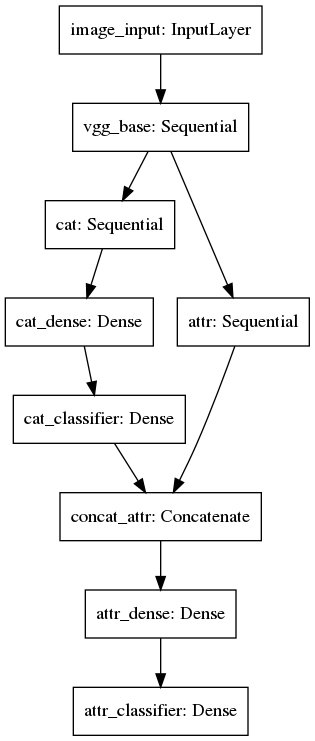 image_input: InputLayer
vgg_base: Sequential
cat: Sequential
cat_dense: Dense
attr: Sequential
cat_classifier: Dense
concat_attr: Concatenate
attr_dense: Dense
attr_classifier: Dense